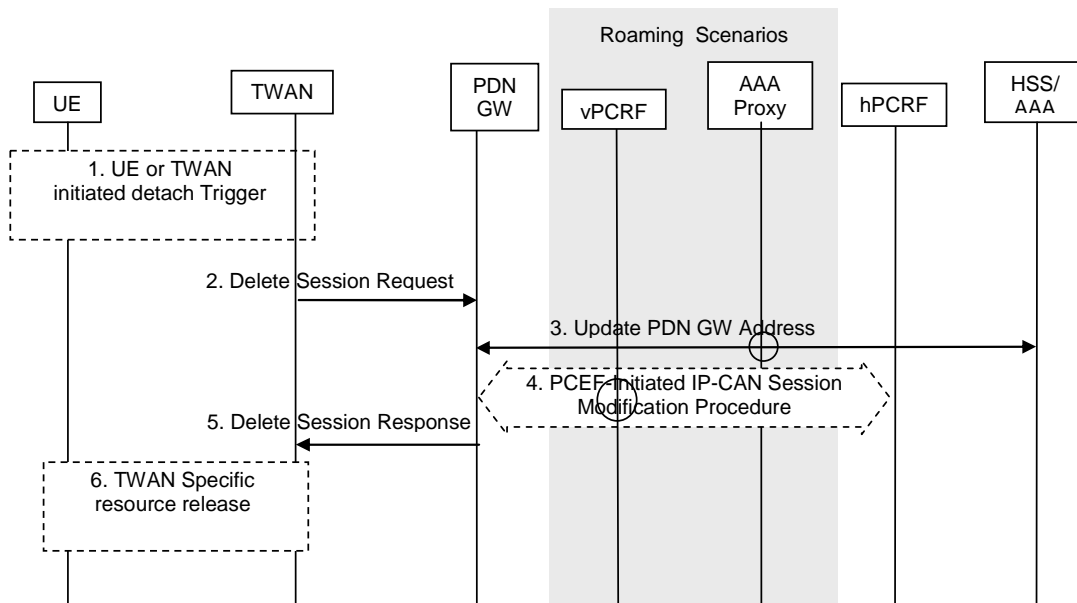 Roaming Scenarios
UE
TWAN
PDN
GW
vPCRF
AAA
Proxy
hPCRF
HSS/
AAA
1. UE or TWAN
initiated detach Trigger
2. Delete Session Request
3. Update PDN GW Address
4. PCEF-Initiated IP-CAN Session
Modification Procedure
5. Delete Session Response
6. TWAN Specific
resource release